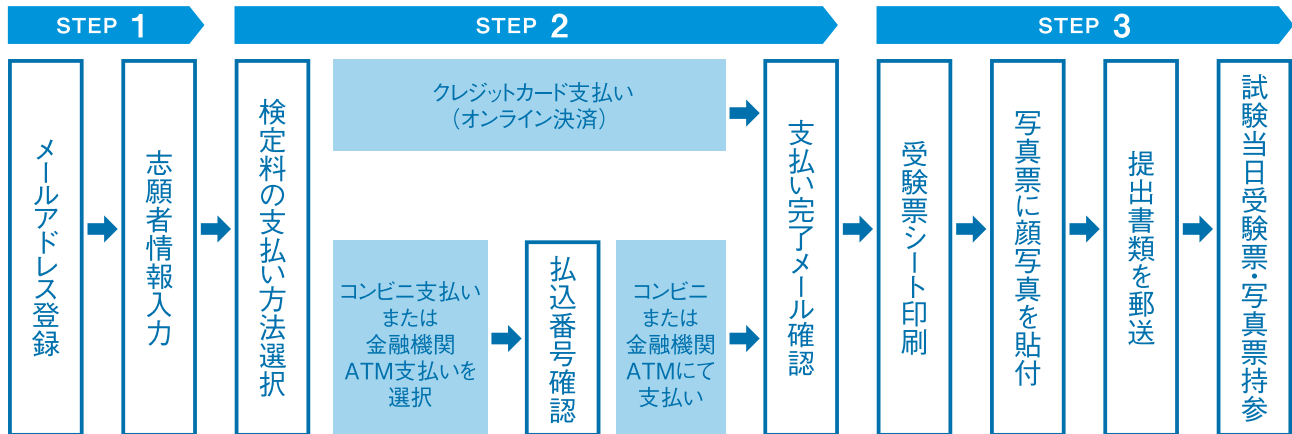 STEP 1
STEP 2
STEP 3
メールアドレス登録
志願者情報入力
検定料の支払い方法選択
クレジットカード支払い
(オンライン決済)
コンビニ支払い
または
金融機関
ATM支払いを
選択
払込番号確認
コンビニ
または
金融機関
ATMにて
支払い
支払い完了メール確認
受験票シート印刷
写真票に顔写真を貼付
提出書類を郵送
試験当日受験票・写真票持参